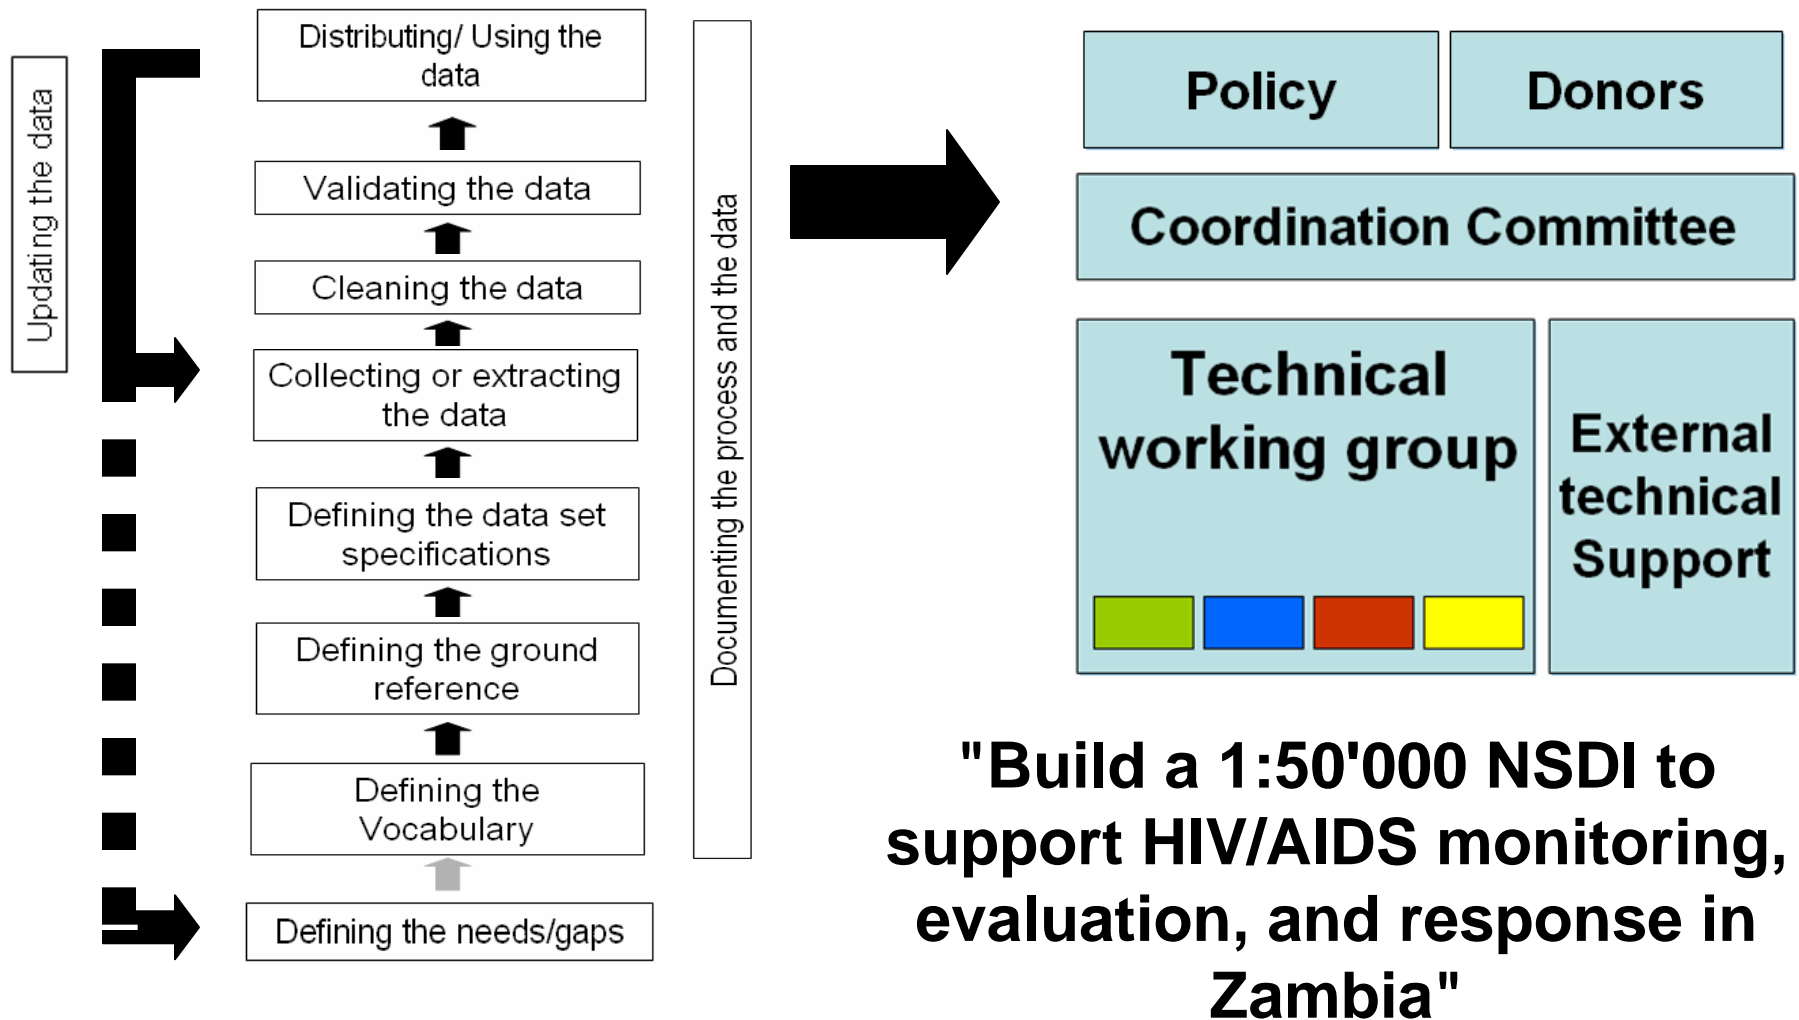 Updating the data
Distributing/ Using the
data
Validating the data
Cleaning the data
Collecting or extracting
the data
Defining the data set
specifications
Defining the ground
reference
Defining the
Vocabulary
Defining the needs/gaps
Documenting the process and the data
Policy
Donors
Coordination Committee
Technical
working group
External
technical
Support
"Build a 1:50'000 NSDI to
support HIV/AIDS monitoring,
evaluation, and response in
Zambia"